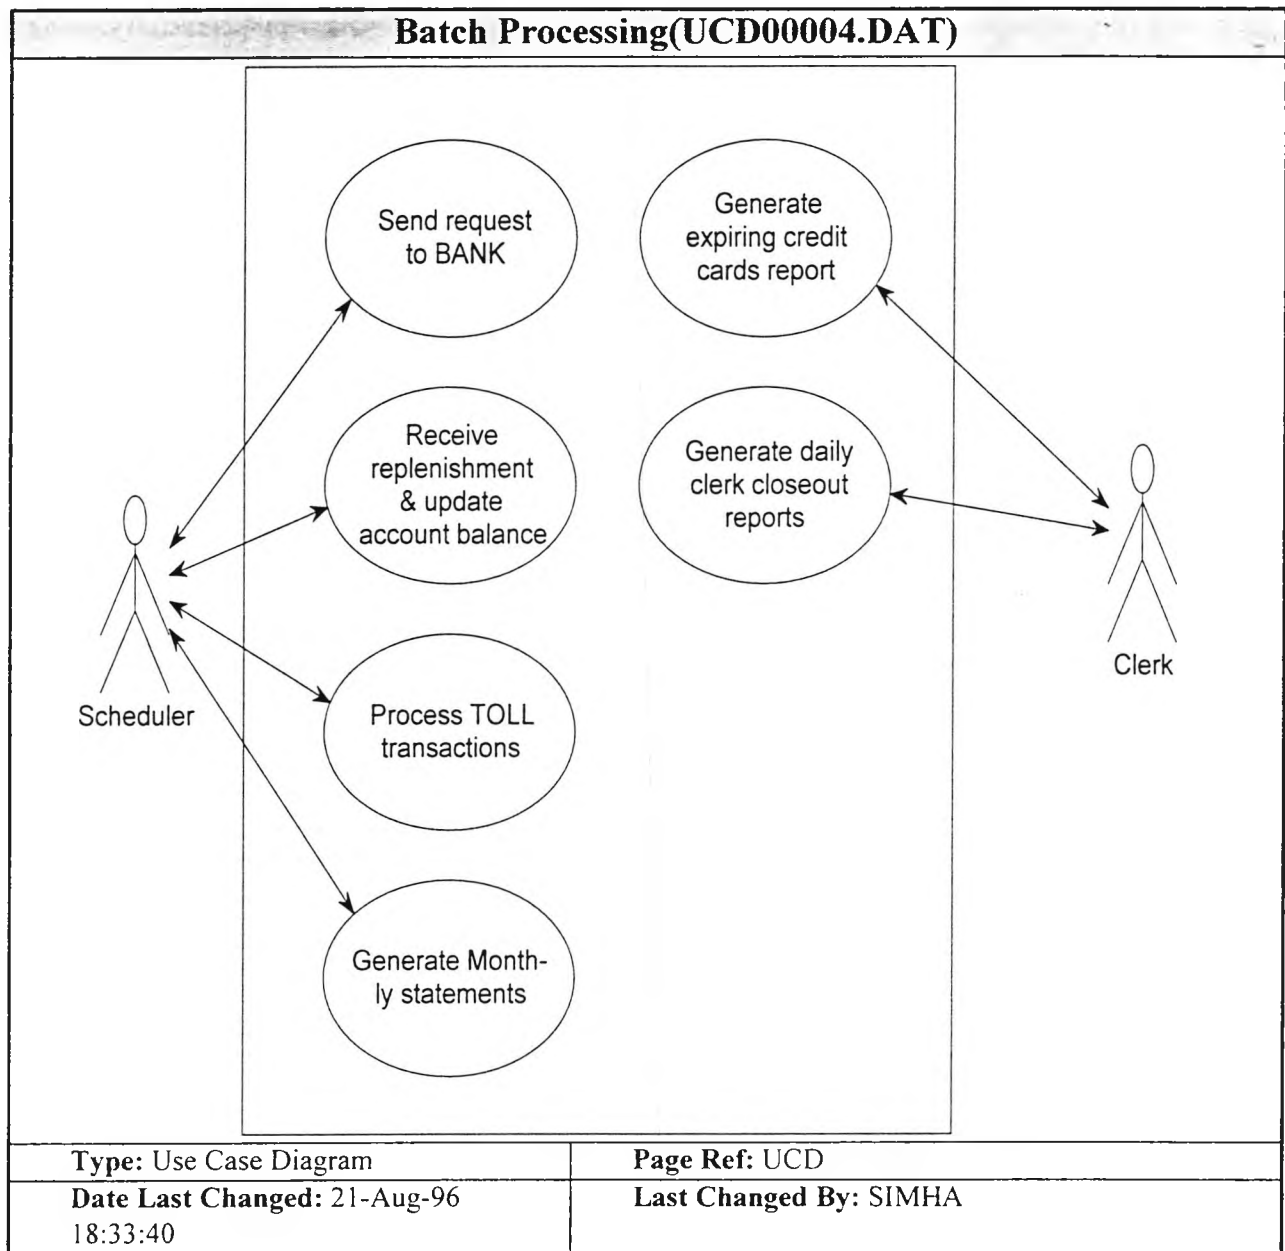 Batch Processing(UCD00004.DAT)
Send request
to BANK
Generate
expiring credit
cards report
Receive
replenishment
& update
account balance
Generate daily
clerk closeout
reports
Scheduler
Clerk
Process TOLL
transactions
Generate Month-
ly statements
Type: Use Case Diagram
Page Ref: UCD
Date Last Changed: 21-Aug-96
18:33:40
Last Changed By: SIMHA